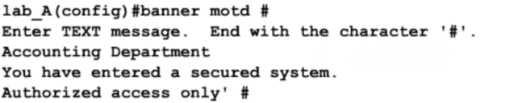 lab_A(config)#banner motd #
Enter TEXT message.  End with the character '#'.
Accounting Department
You have entered a secured system.
Authorized access only' #